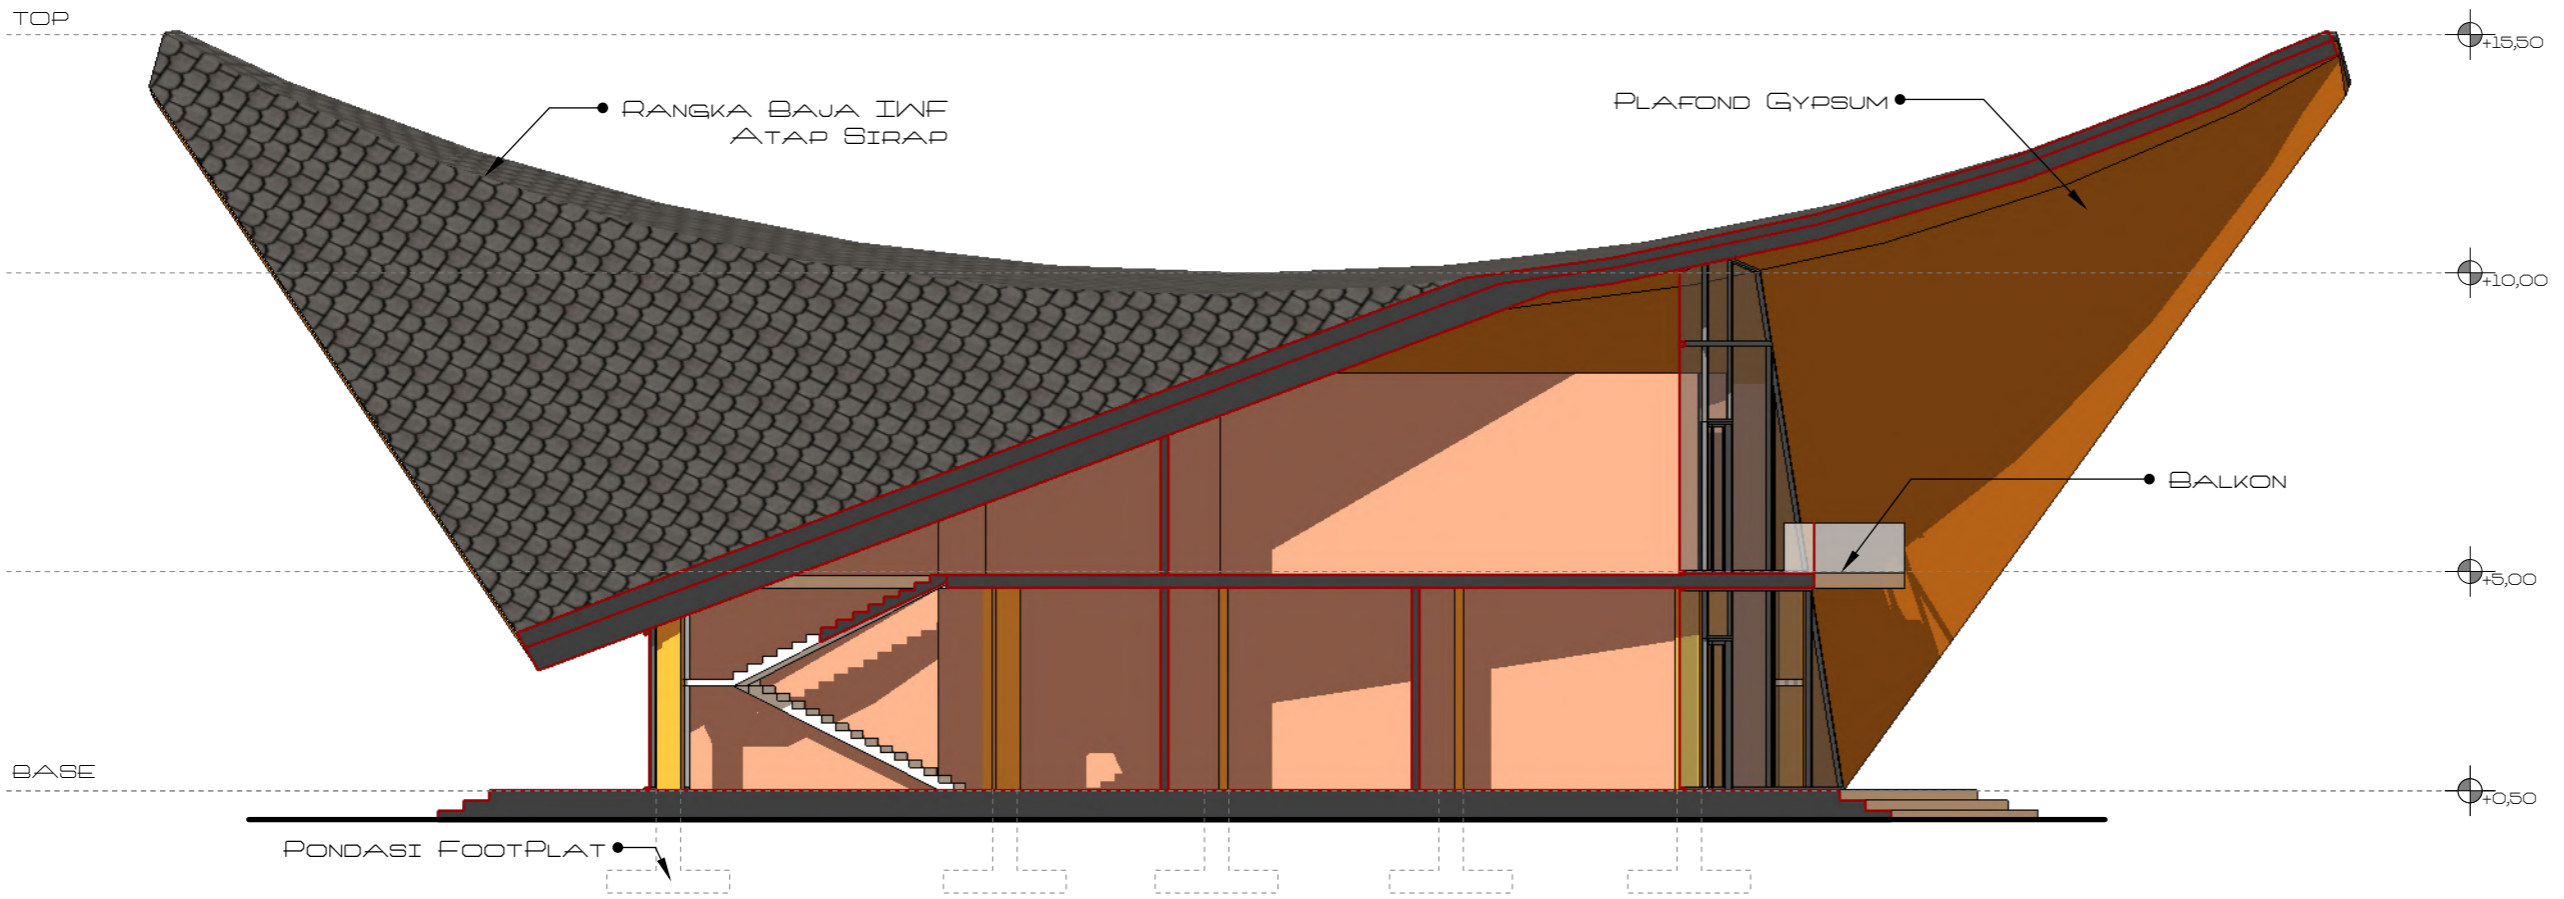 TOP
+15,50
RANGKA BAJA IWF
ATAP SIRAP
PLAFOND GYPSUM
+10,00
BALKON
+5,00
BASE
+0,50
PONDASI FOOTPLAT